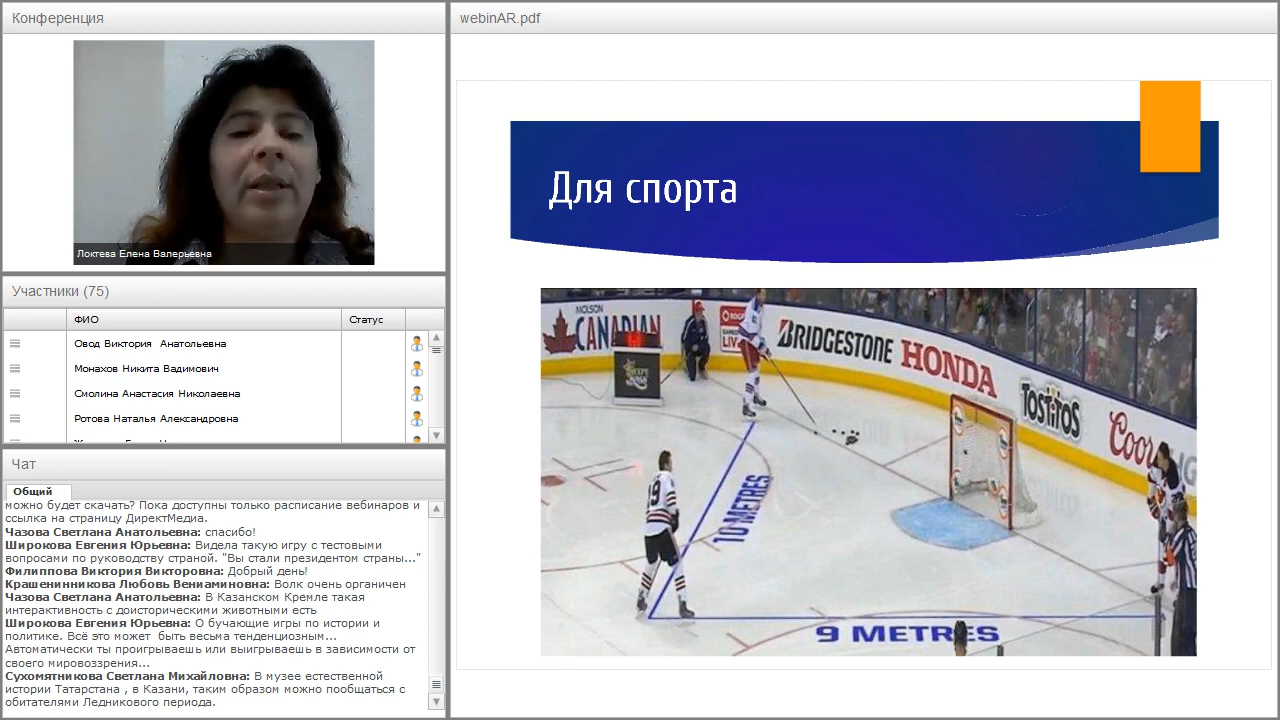 Конференция
Локтева Елена Валерьевна
Участники (75)
ФИО
Статус
Овод Виктория Анатольевна
Монахов Никита Вадимович
Смолина Анастасия Николаевна
Ротова Наталья Александровна
Чат
Общий
можно будет скачать? Пока доступны только расписание вебинаров и
ссылка на страницу ДиректМедиа.
Чазова Светлана Анатольевна: спасибо!
Широкова Евгения Юрьевна: Видела такую игру с тестовыми
вопросами по руководству страной. "Вы стали президентом страны..."
Филиппова Виктория Викторовна: Добрый день!
Крашенинникова Любовь Вениаминовна: Волк очень органичен
Чазова Светлана Анатольевна: В Казанском Кремле такая
интерактивность с доисторическими животными есть
Широкова Евгения Юрьевна: О бучающие игры по истории и
политике. Всё это может быть весьма тенденциозным...
Автоматически ты проигрываешь или выигрываешь в зависимости от
своего мировоззрения...
Сухомятникова Светлана Михайловна: В музее естественной
истории Татарстана , в Казани, таким образом можно пообщаться с
обитателями Ледникового периода.
webinAR.pdf
Для спорта
MOLSON
CANADIAN
BRIDGESTONE
HONDA
TOSTITOS
Coors
19
10 METRES
9 METRES